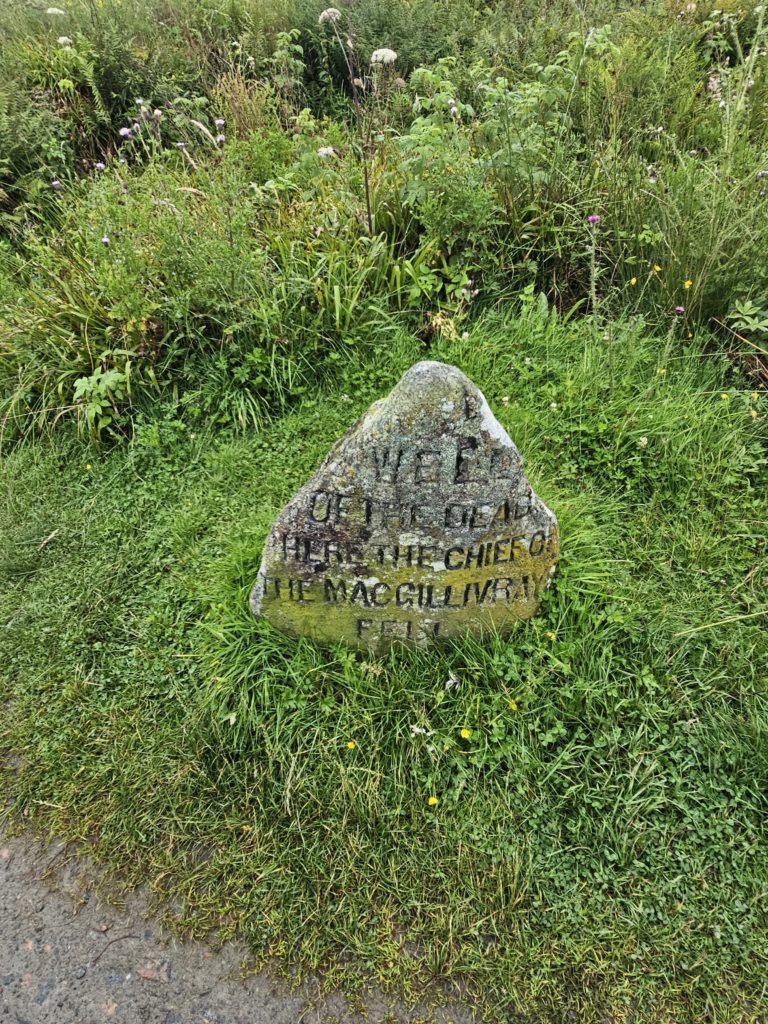 WELL
OF THE DEAD
HERE THE CHIEF OF
THE MACGILLIVRAYS
FELL